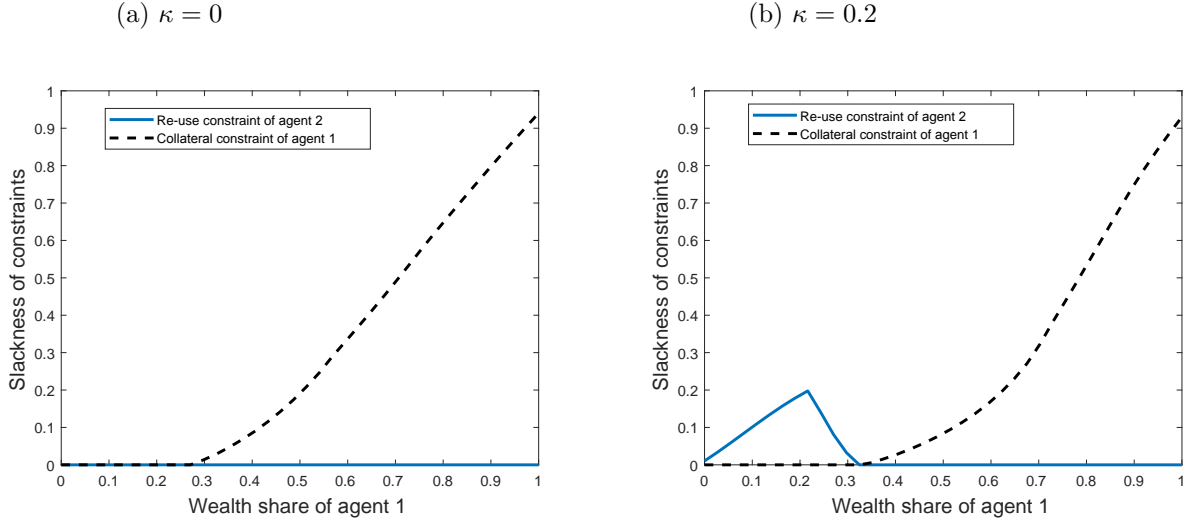 (a) κ = 0
(b) κ = 0.2
1
0.9
0.8
0.7
0.6
0.5
0.4
0.3
0.2
0.1
0
Slackness of constraints
Re-use constraint of agent 2
Collateral constraint of agent 1
0 0.1 0.2 0.3 0.4 0.5 0.6 0.7 0.8 0.9 1
Wealth share of agent 1
1
0.9
0.8
0.7
0.6
0.5
0.4
0.3
0.2
0.1
0
Slackness of constraints
Re-use constraint of agent 2
Collateral constraint of agent 1
0 0.1 0.2 0.3 0.4 0.5 0.6 0.7 0.8 0.9 1
Wealth share of agent 1